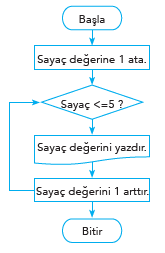 Başla
Sayaç değerine 1 ata.
Sayaç <=5 ?
Sayaç değerini yazdır.
Sayaç değerini 1 arttır.
Bitir